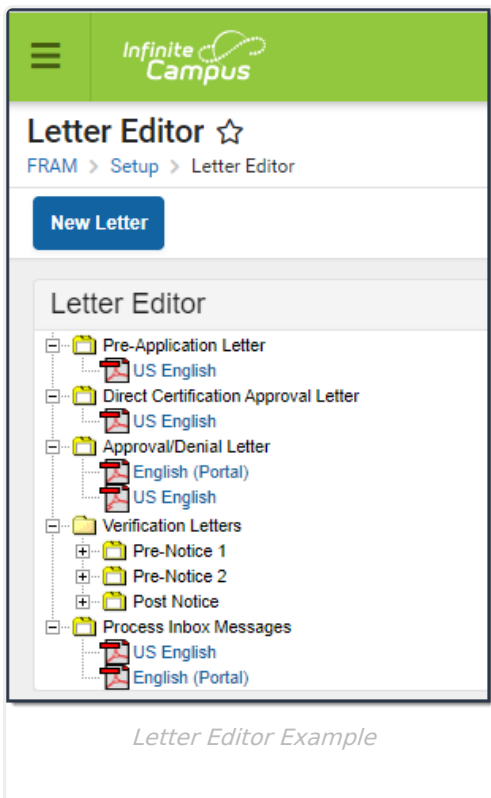 Infinite
Campus
Letter Editor
FRAM > Setup > Letter Editor
New Letter
Letter Editor
Pre-Application Letter
US English
Direct Certification Approval Letter
US English
Approval/Denial Letter
English (Portal)
US English
Verification Letters
Pre-Notice 1
Pre-Notice 2
Post Notice
Process Inbox Messages
US English
English (Portal)
Letter Editor Example